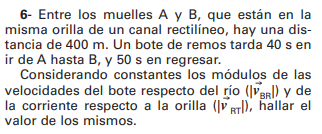 6- Entre los muelles A y B, que están en la
misma orilla de un canal rectilíneo, hay una dis-
tancia de 400 m. Un bote de remos tarda 40 s en
ir de A hasta B, y 50 s en regresar.
Considerando constantes los módulos de las
velocidades del bote respecto del río (|v⃗ BR|) y de
la corriente respecto a la orilla (|v⃗ RT|), hallar el
valor de los mismos.